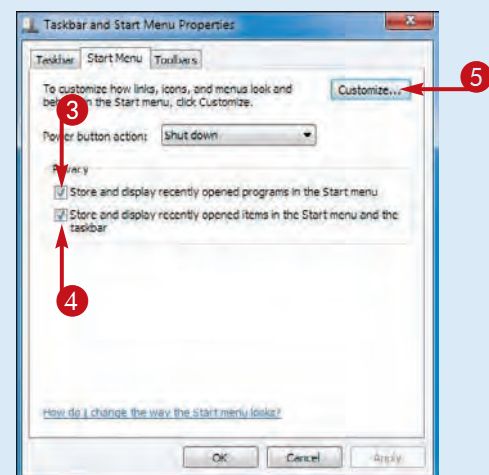 Taskbar and Start Menu Properties
Taskbar Start Menu Toolbars
To customize how links, icons, and menus look and
in the Start menu, click Customize.
Customize...
5
3
Power button action: Shut down
Privacy
Store and display recently opened programs in the Start menu
Store and display recently opened items in the Start menu and the
taskbar
4
How do I change the way the Start menu looks?
OK Cancel Apply